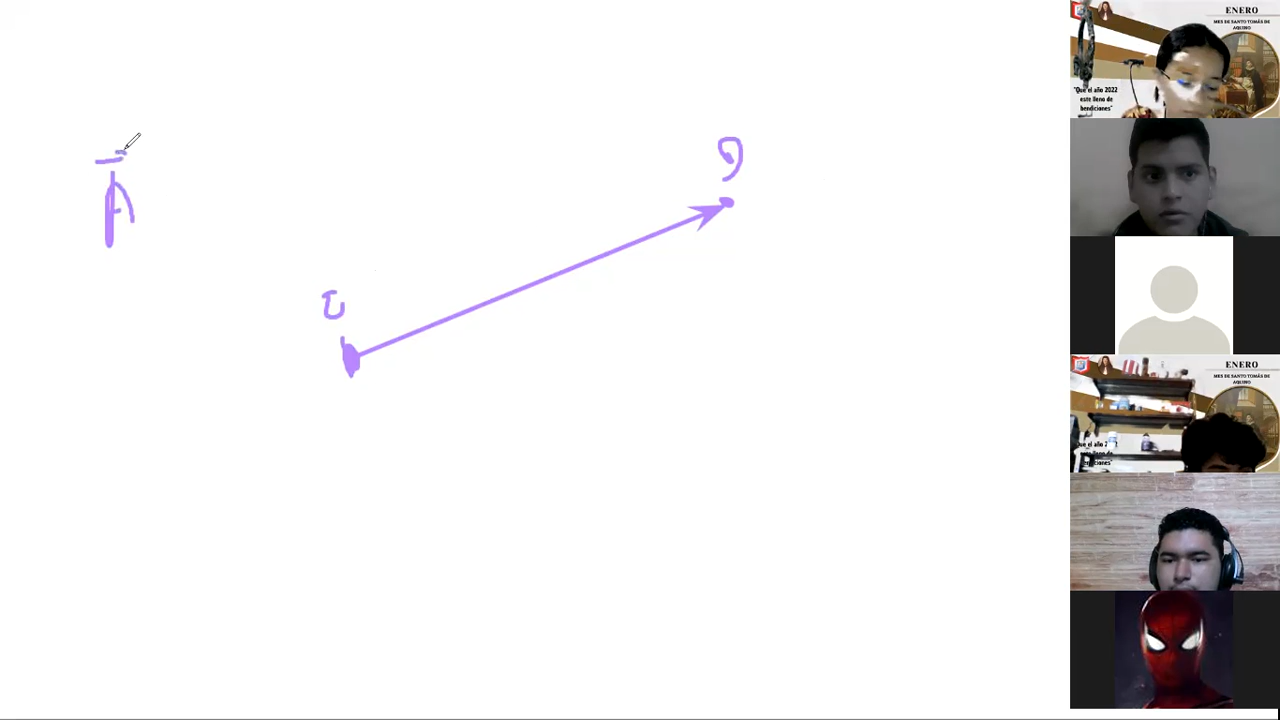 ENERO
MES DE SANTO TOMÁS DE
AQUINO
"Que el año 2022
este lleno de
bendiciones"
A
ENERO
MES DE SANTO TOMÁS DE
AQUINO